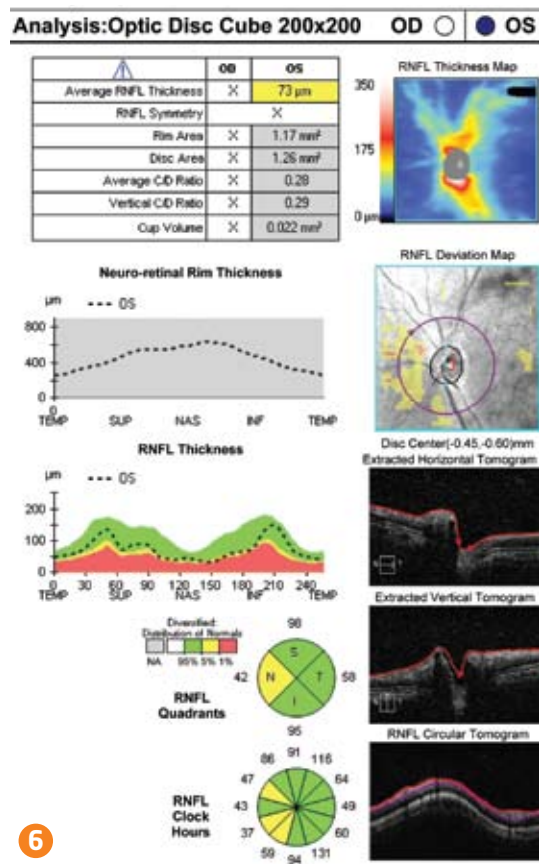 Analysis:Optic Disc Cube 200x200 OD OS
OD OS
Average RNFL Thickness X 73 µm
RNFL Symmetry X
Rim Area X 1.17 mm²
Disc Area X 1.26 mm²
Average C/D Ratio X 0.28
Vertical C/D Ratio X 0.29
Cup Volume X 0.022 mm³
RNFL Thickness Map
350
175
0 µm
Neuro-retinal Rim Thickness
µm --- OS
800
400
0
0
TEMP SUP NAS INF TEMP
RNFL Deviation Map
Disc Center(-0.45,-0.60)mm
RNFL Thickness
µm --- OS
200
100
0
0 30 60 90 120 150 180 210 240
TEMP SUP NAS INF TEMP
Extracted Horizontal Tomogram
Extracted Vertical Tomogram
RNFL Circular Tomogram
Diversified:
Distribution of Normals
NA 95% 5% 1%
RNFL
Quadrants
98
S
42 N T 58
I
95
RNFL
Clock
Hours
91
86 116
47 64
43 49
37 60
59 131
94
6